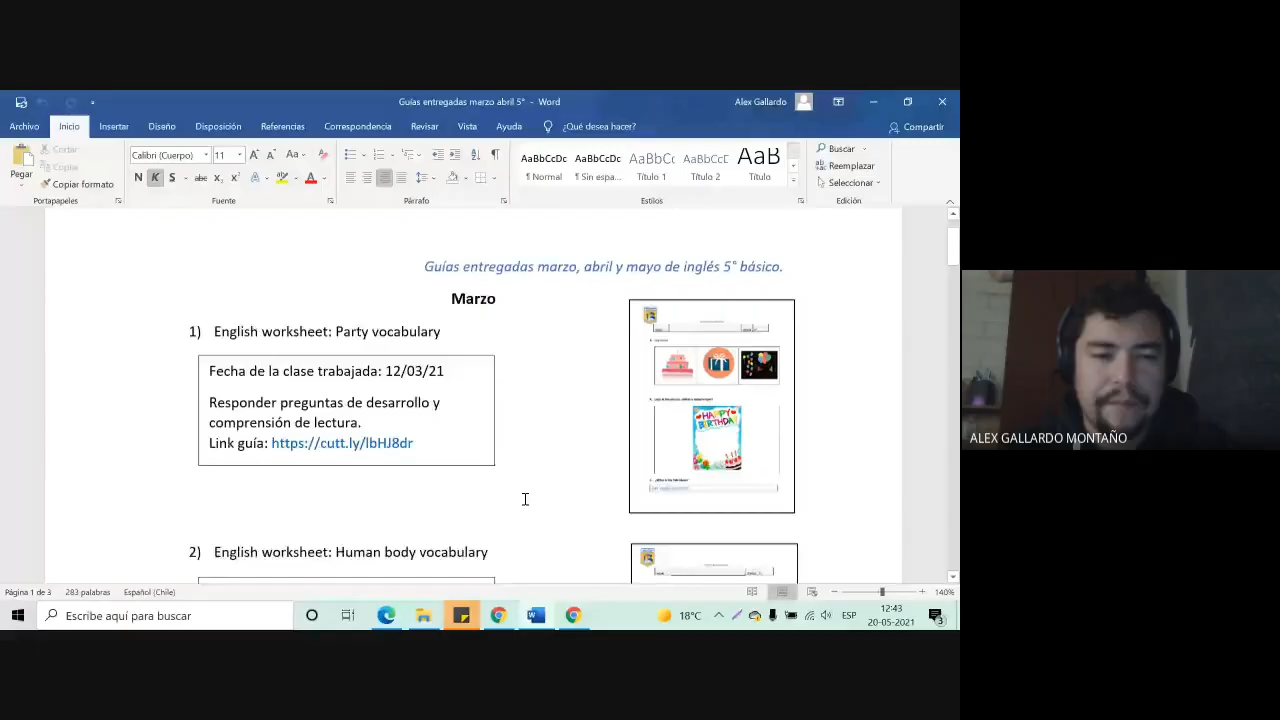 Guías entregadas marzo abril 5° - Word
Alex Gallardo
Archivo Inicio Insertar Diseño Disposición Referencias Correspondencia Revisar Vista Ayuda ¿Qué desea hacer? Compartir
Pegar
Cortar
Copiar
Copiar formato
Portapapeles
Calibri (Cuerpo) 11
N K S abc x₂ x²
Fuente
Párrafo
AaBbCcDc AaBbCcDc AaBbCc AaBbCcE AaB
¶ Normal ¶ Sin espa... Título 1 Título 2 Título
Estilos
Buscar
Reemplazar
Seleccionar
Edición
Guías entregadas marzo, abril y mayo de inglés 5° básico.
Marzo
1) English worksheet: Party vocabulary
Fecha de la clase trabajada: 12/03/21
Responder preguntas de desarrollo y
comprensión de lectura.
Link guía: https://cutt.ly/lbHJ8dr
HAPPY
BIRTHDAY
2) English worksheet: Human body vocabulary
ALEX GALLARDO MONTAÑO
Página 1 de 3 283 palabras Español (Chile) 140%
Escribe aquí para buscar
18°C ESP
12:43
20-05-2021
3